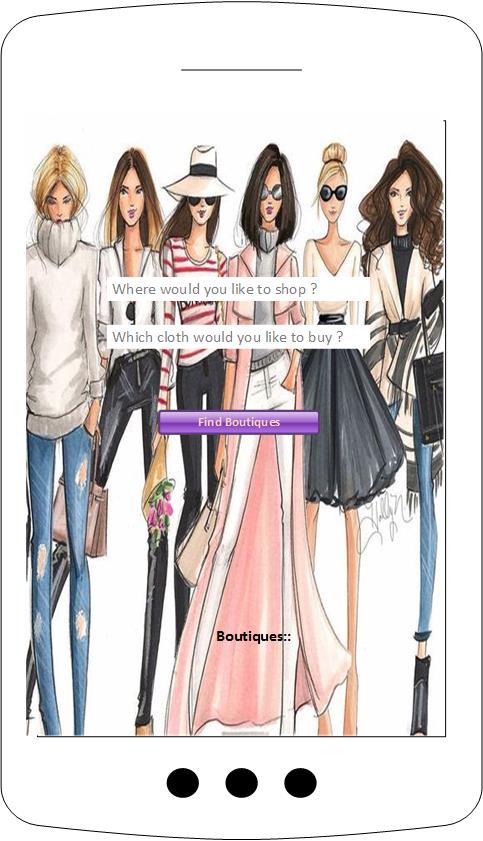 Where would you like to shop ?
Which cloth would you like to buy ?
Find Boutiques
Boutiques::